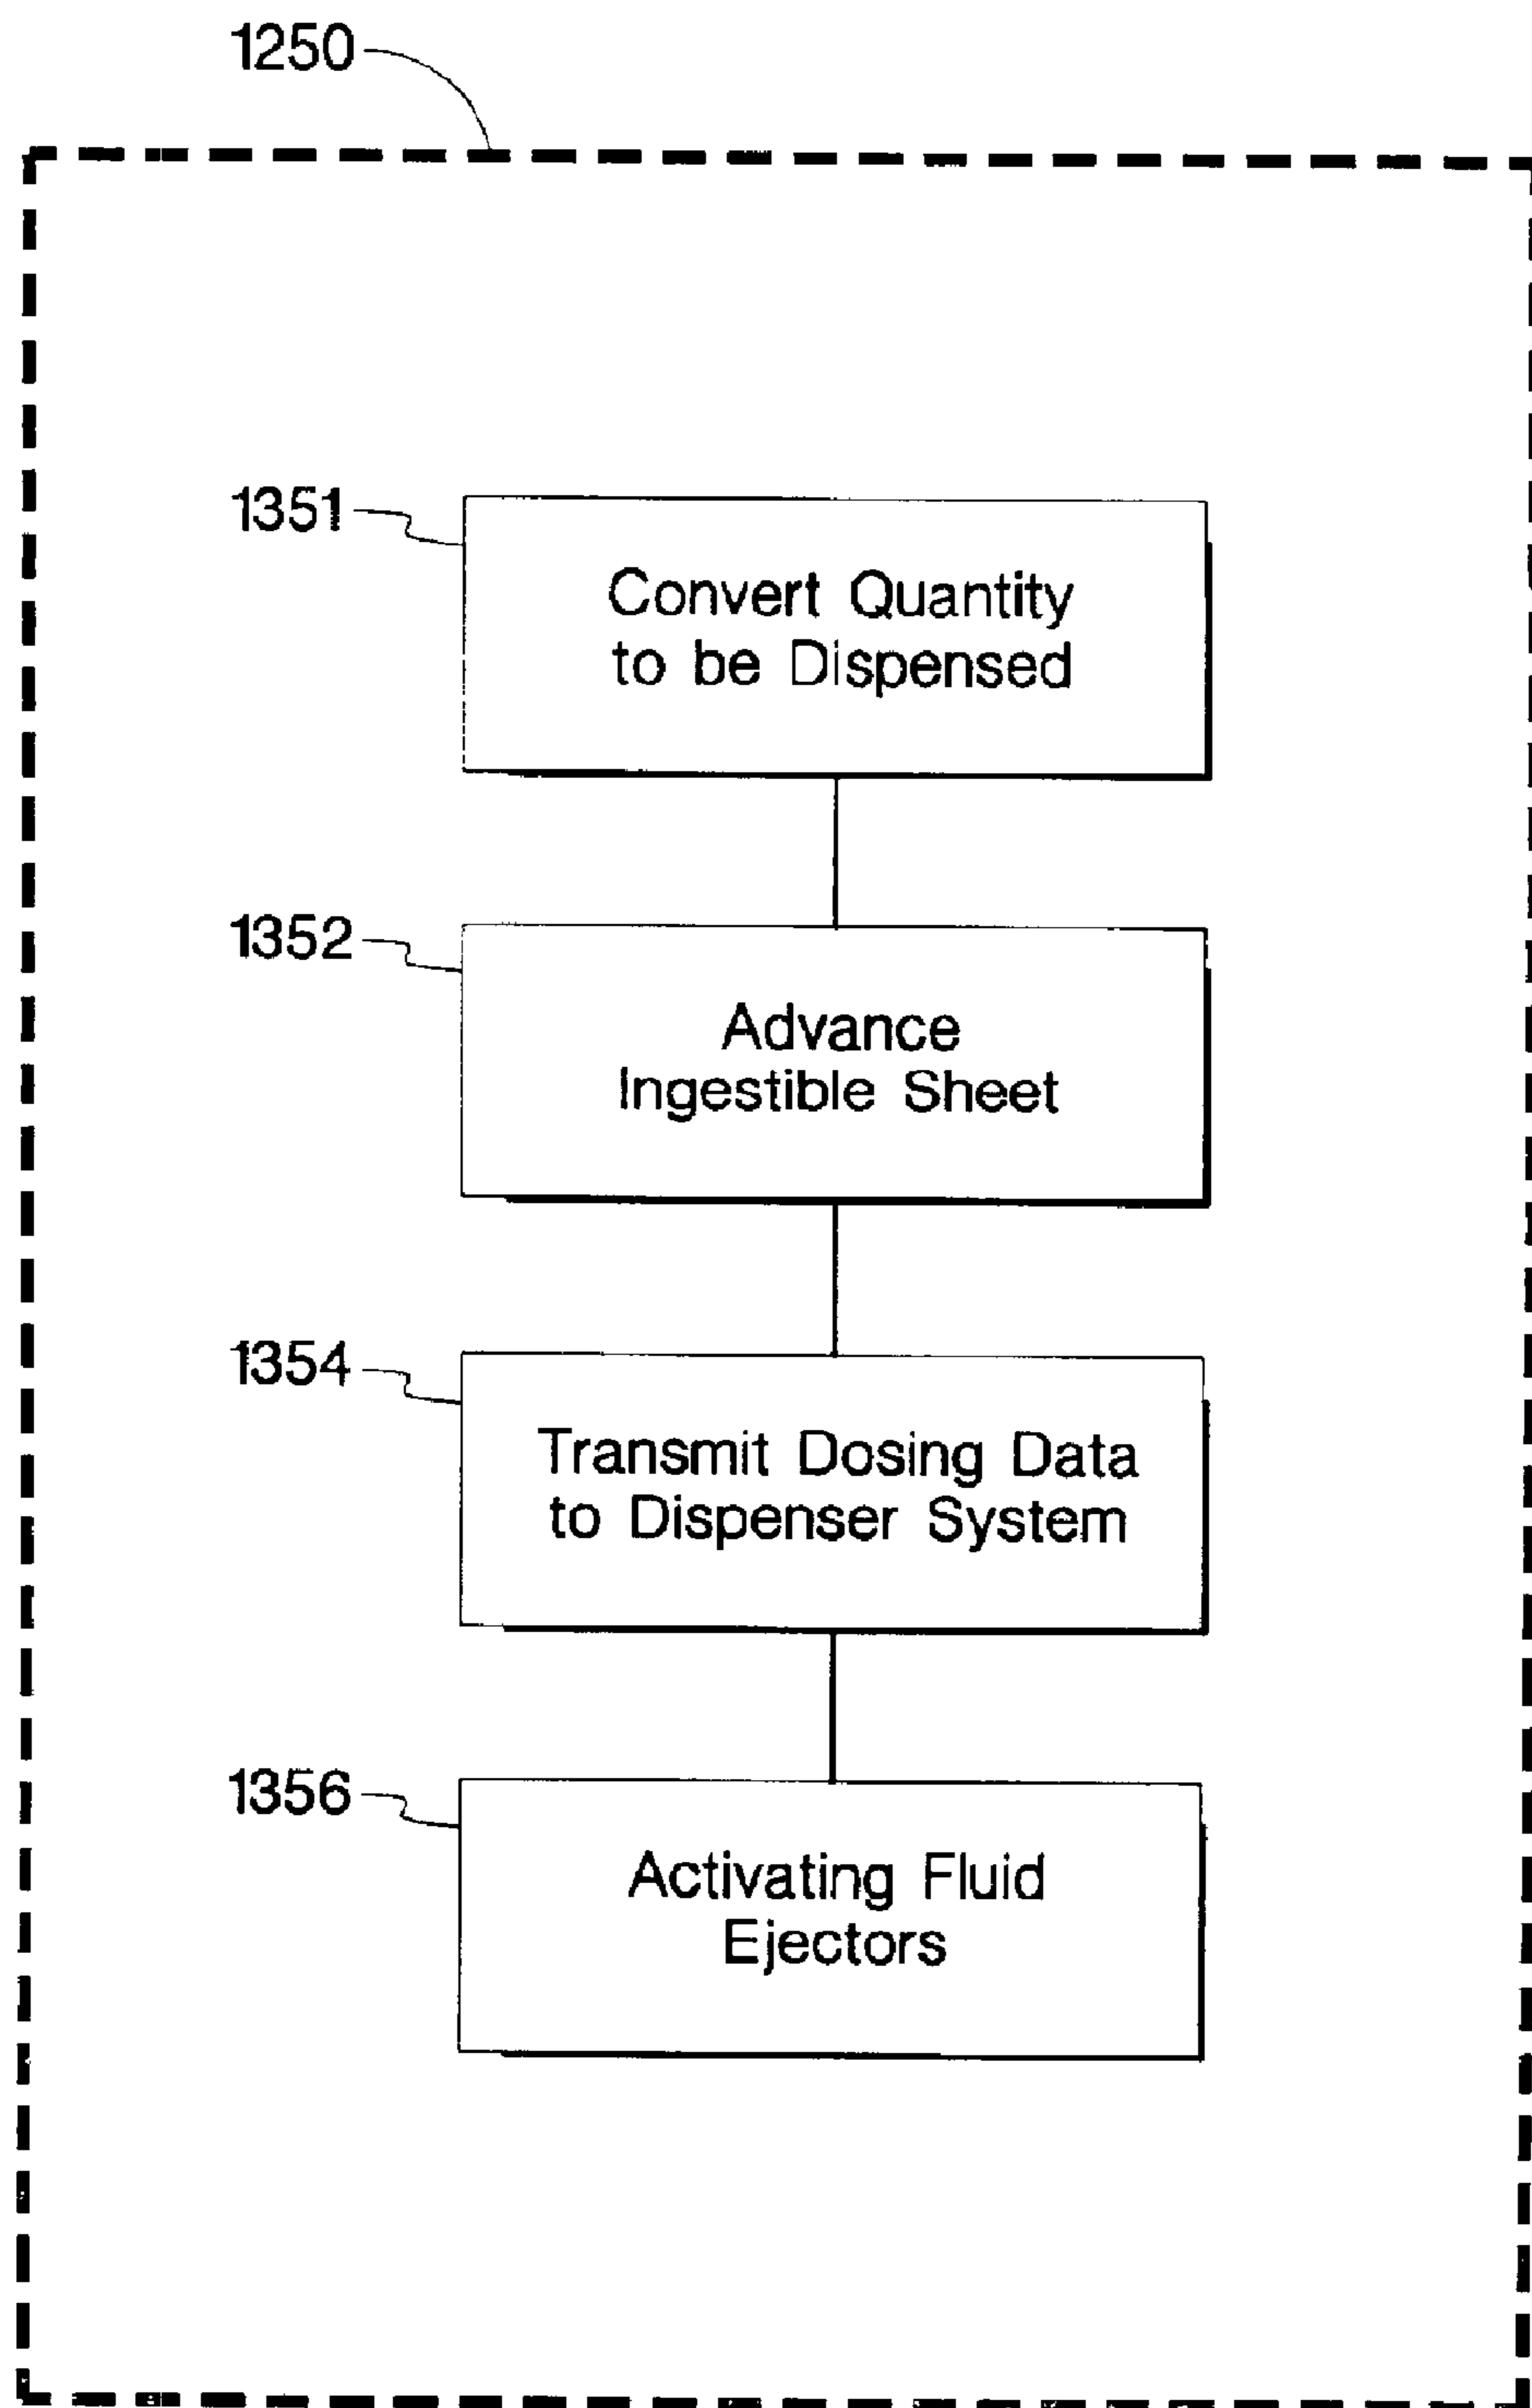 1250
1351
Convert Quantity
to be Dispensed
1352
Advance
Ingestible Sheet
1354
Transmit Dosing Data
to Dispenser System
1356
Activating Fluid
Ejectors